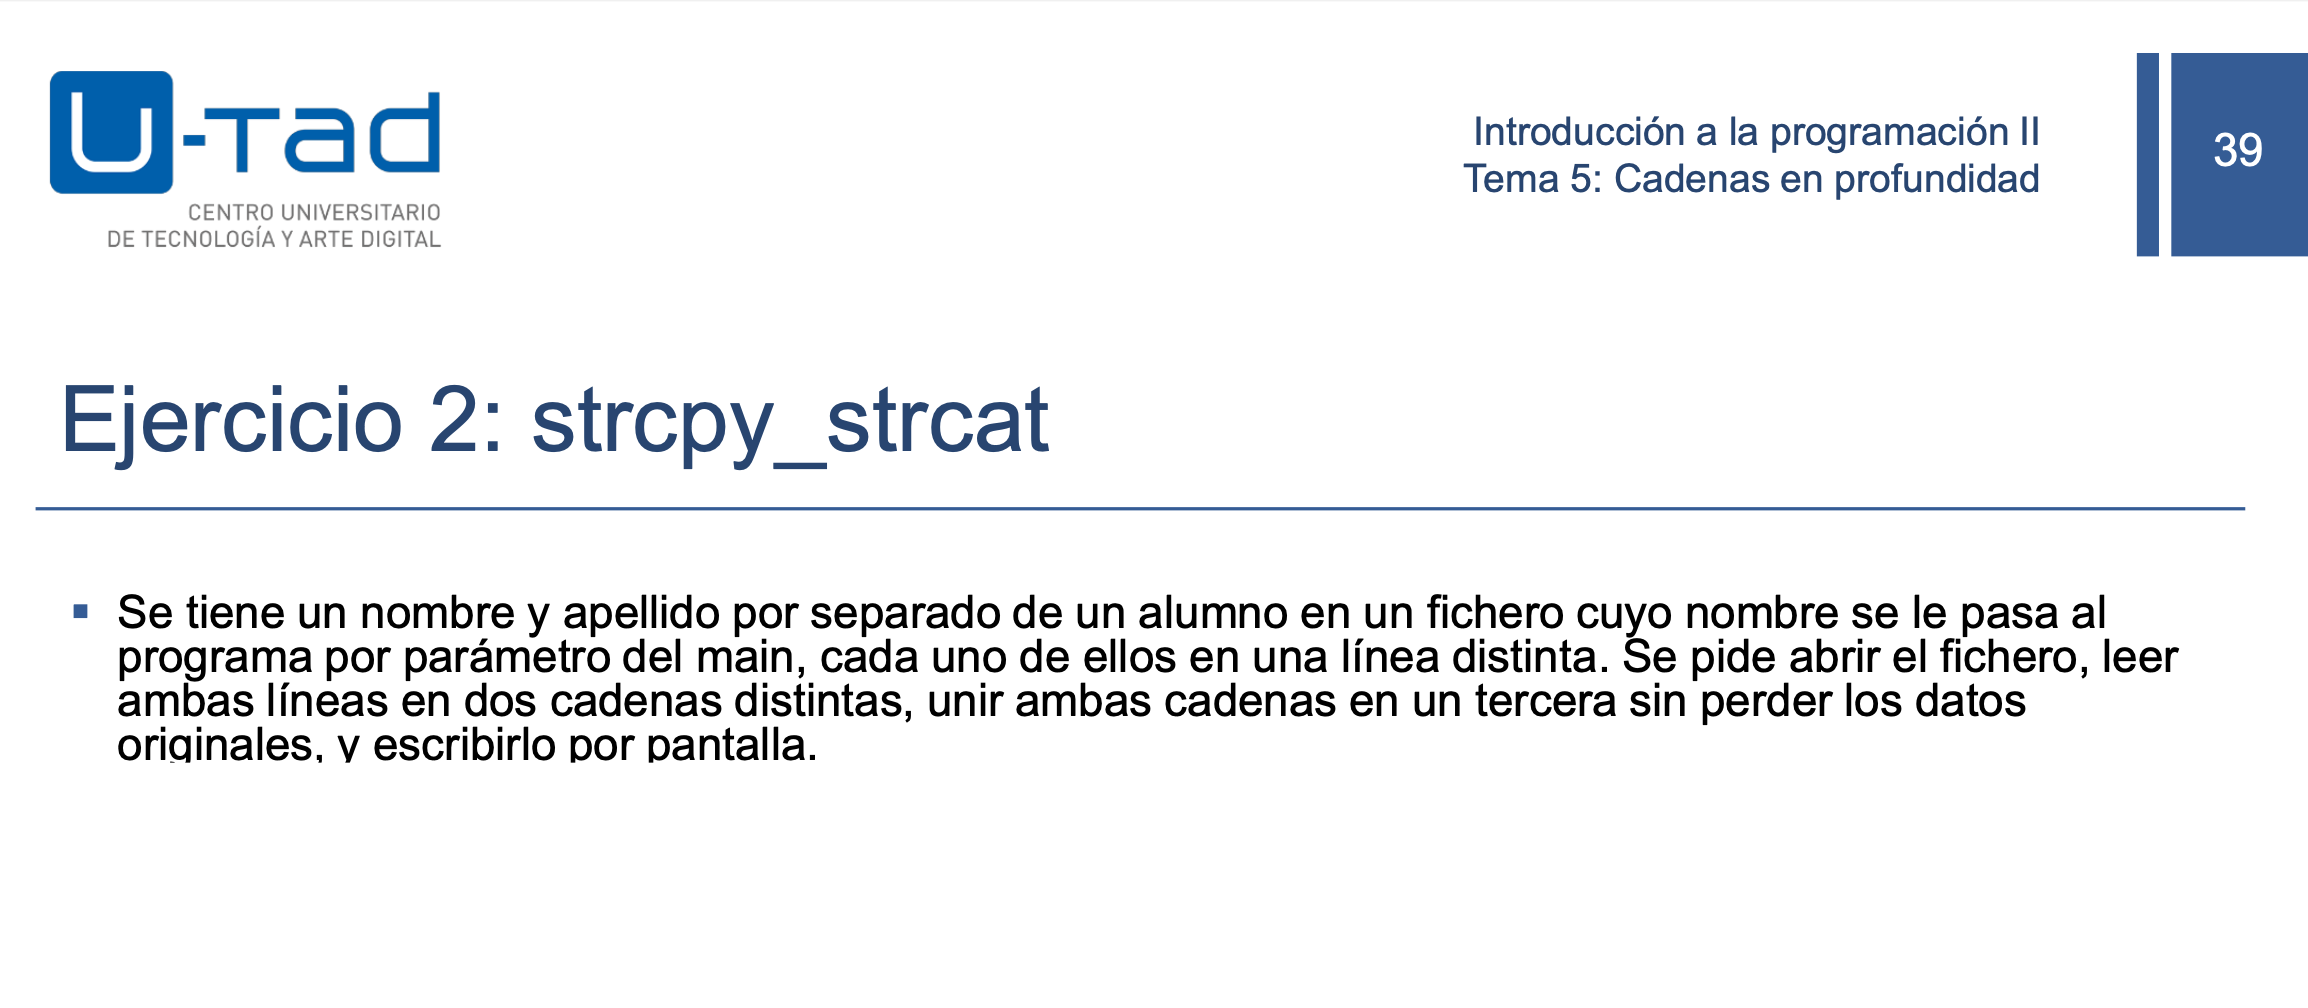 U-tad
CENTRO UNIVERSITARIO
DE TECNOLOGÍA Y ARTE DIGITAL
Introducción a la programación II
Tema 5: Cadenas en profundidad
39
Ejercicio 2: strcpy_strcat
Se tiene un nombre y apellido por separado de un alumno en un fichero cuyo nombre se le pasa al
programa por parámetro del main, cada uno de ellos en una línea distinta. Se pide abrir el fichero, leer
ambas líneas en dos cadenas distintas, unir ambas cadenas en un tercera sin perder los datos
originales, y escribirlo por pantalla.